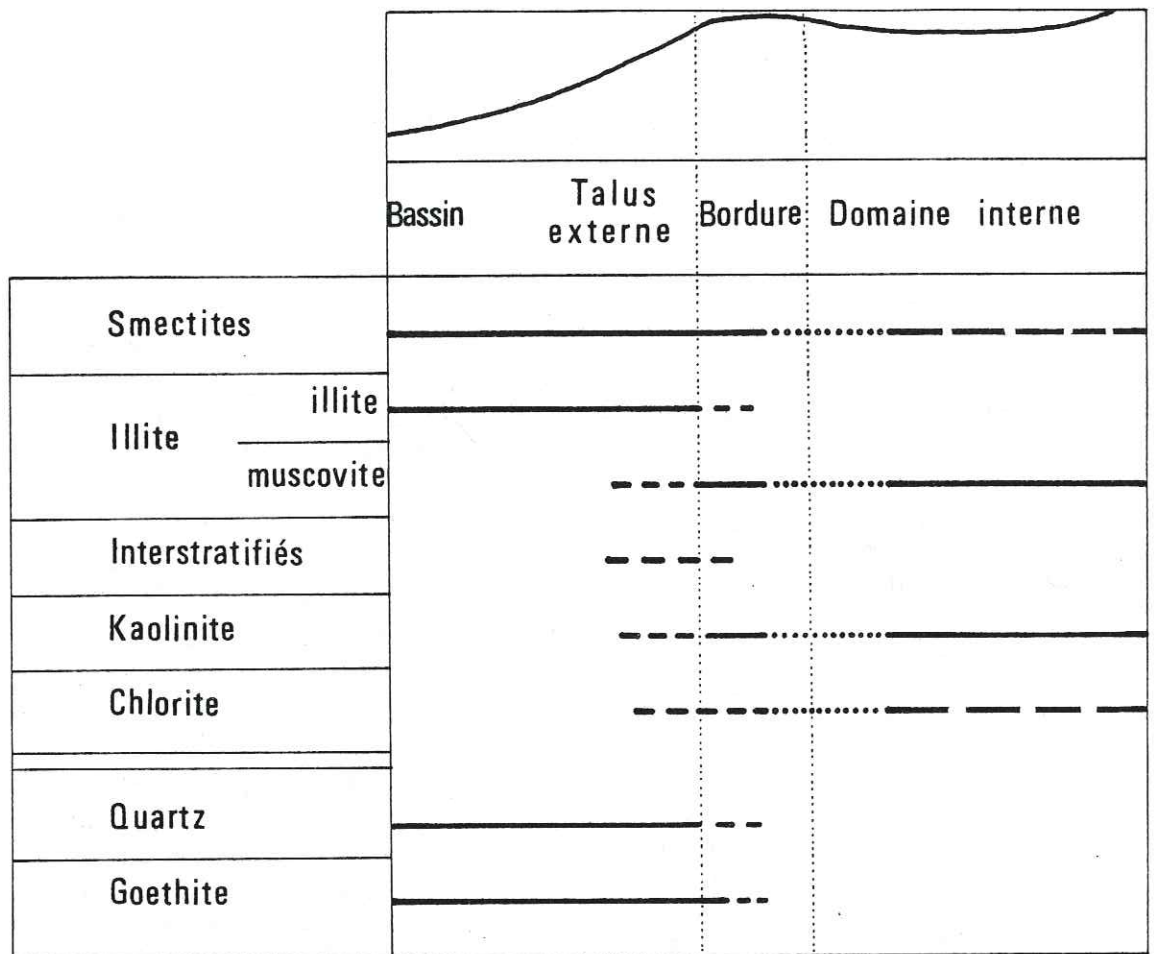 Talus
Bassin externe Bordure Domaine interne
Smectites
illite
Illite
muscovite
Interstratifiés
Kaolinite
Chlorite
Quartz
Goethite